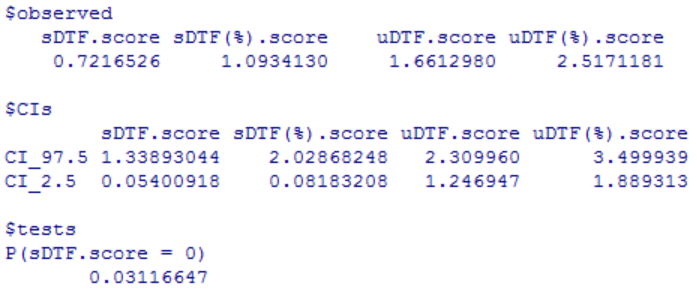 $observed
sDTF.score sDTF(%).score uDTF.score uDTF(%).score
0.7216526 1.0934130 1.6612980 2.5171181
$CIs
sDTF.score sDTF(%).score uDTF.score uDTF(%).score
CI_97.5 1.33893044 2.02868248 2.309960 3.499939
CI_2.5 0.05400918 0.08183208 1.246947 1.889313
$tests
P(sDTF.score = 0)
0.03116647